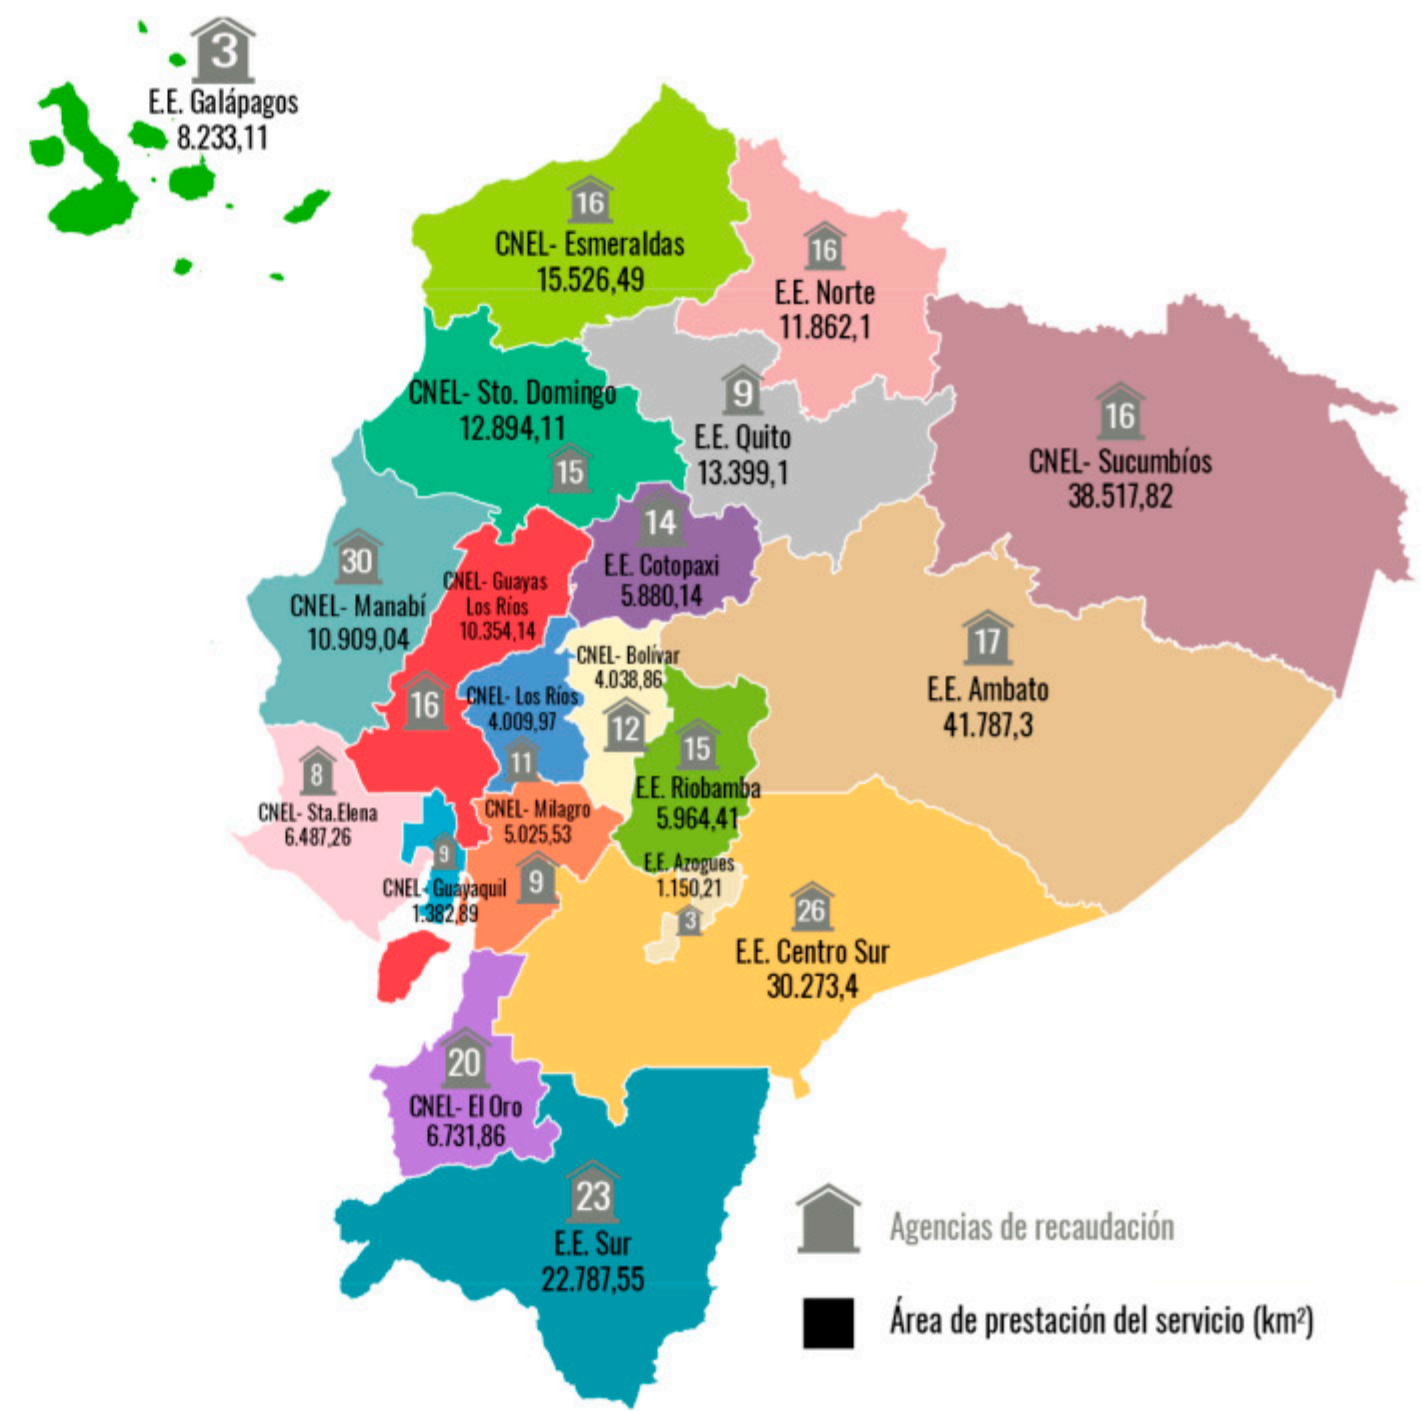 3
E.E. Galápagos
8.233,11
16
CNEL- Esmeraldas
15.526,49
16
E.E. Norte
11.862,1
CNEL- Sto. Domingo
12.894,11
15
9
E.E. Quito
13.399,1
16
CNEL- Sucumbíos
38.517,82
30
CNEL- Manabí
10.909,04
CNEL- Guayas
Los Ríos
10.354,14
16
14
E.E. Cotopaxi
5.880,14
CNEL- Bolívar
4.038,86
12
CNEL- Los Ríos
4.009,97
11
17
E.E. Ambato
41.787,3
15
E.E. Riobamba
5.964,41
8
CNEL- Sta.Elena
6.487,26
CNEL- Milagro
5.025,53
9
9
CNEL- Guayaquil
1.382,89
E.E. Azogues
1.150,21
3
26
E.E. Centro Sur
30.273,4
20
CNEL- El Oro
6.731,86
23
E.E. Sur
22.787,55
Agencias de recaudación
Área de prestación del servicio (km²)